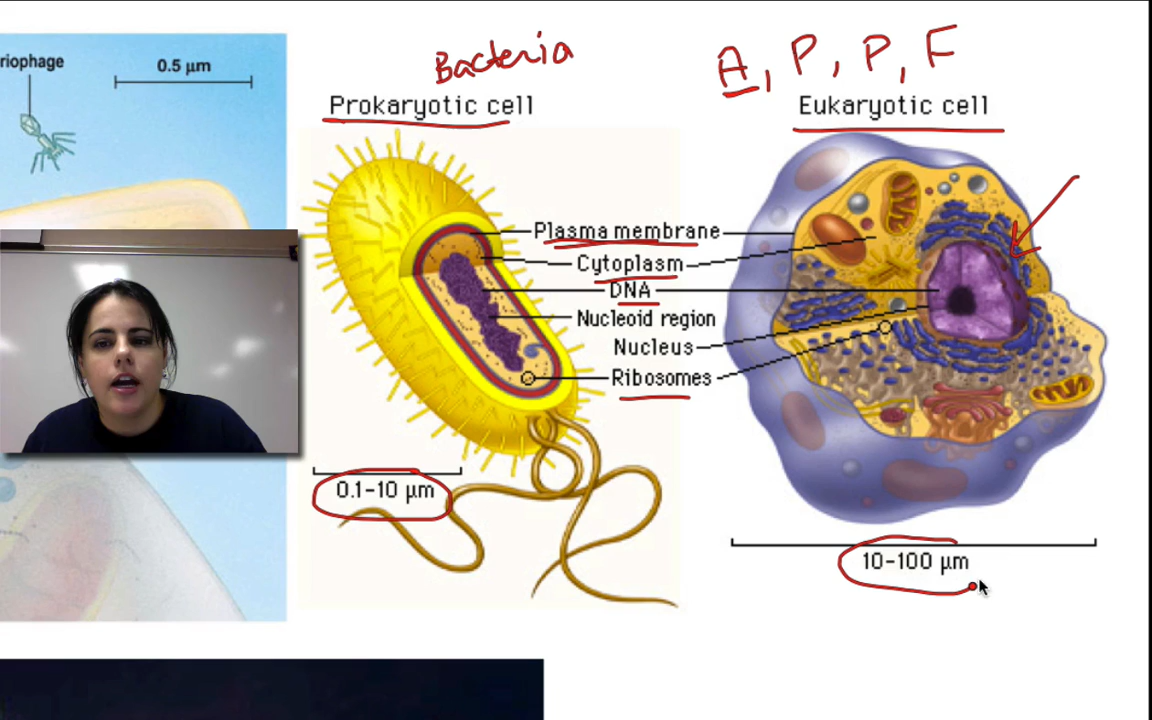 riophage
0.5 μm
Bacteria
A, P, P, F
Prokaryotic cell
Eukaryotic cell
Plasma membrane
Cytoplasm
DNA
Nucleoid region
Nucleus
Ribosomes
0.1-10 μm
10-100 μm